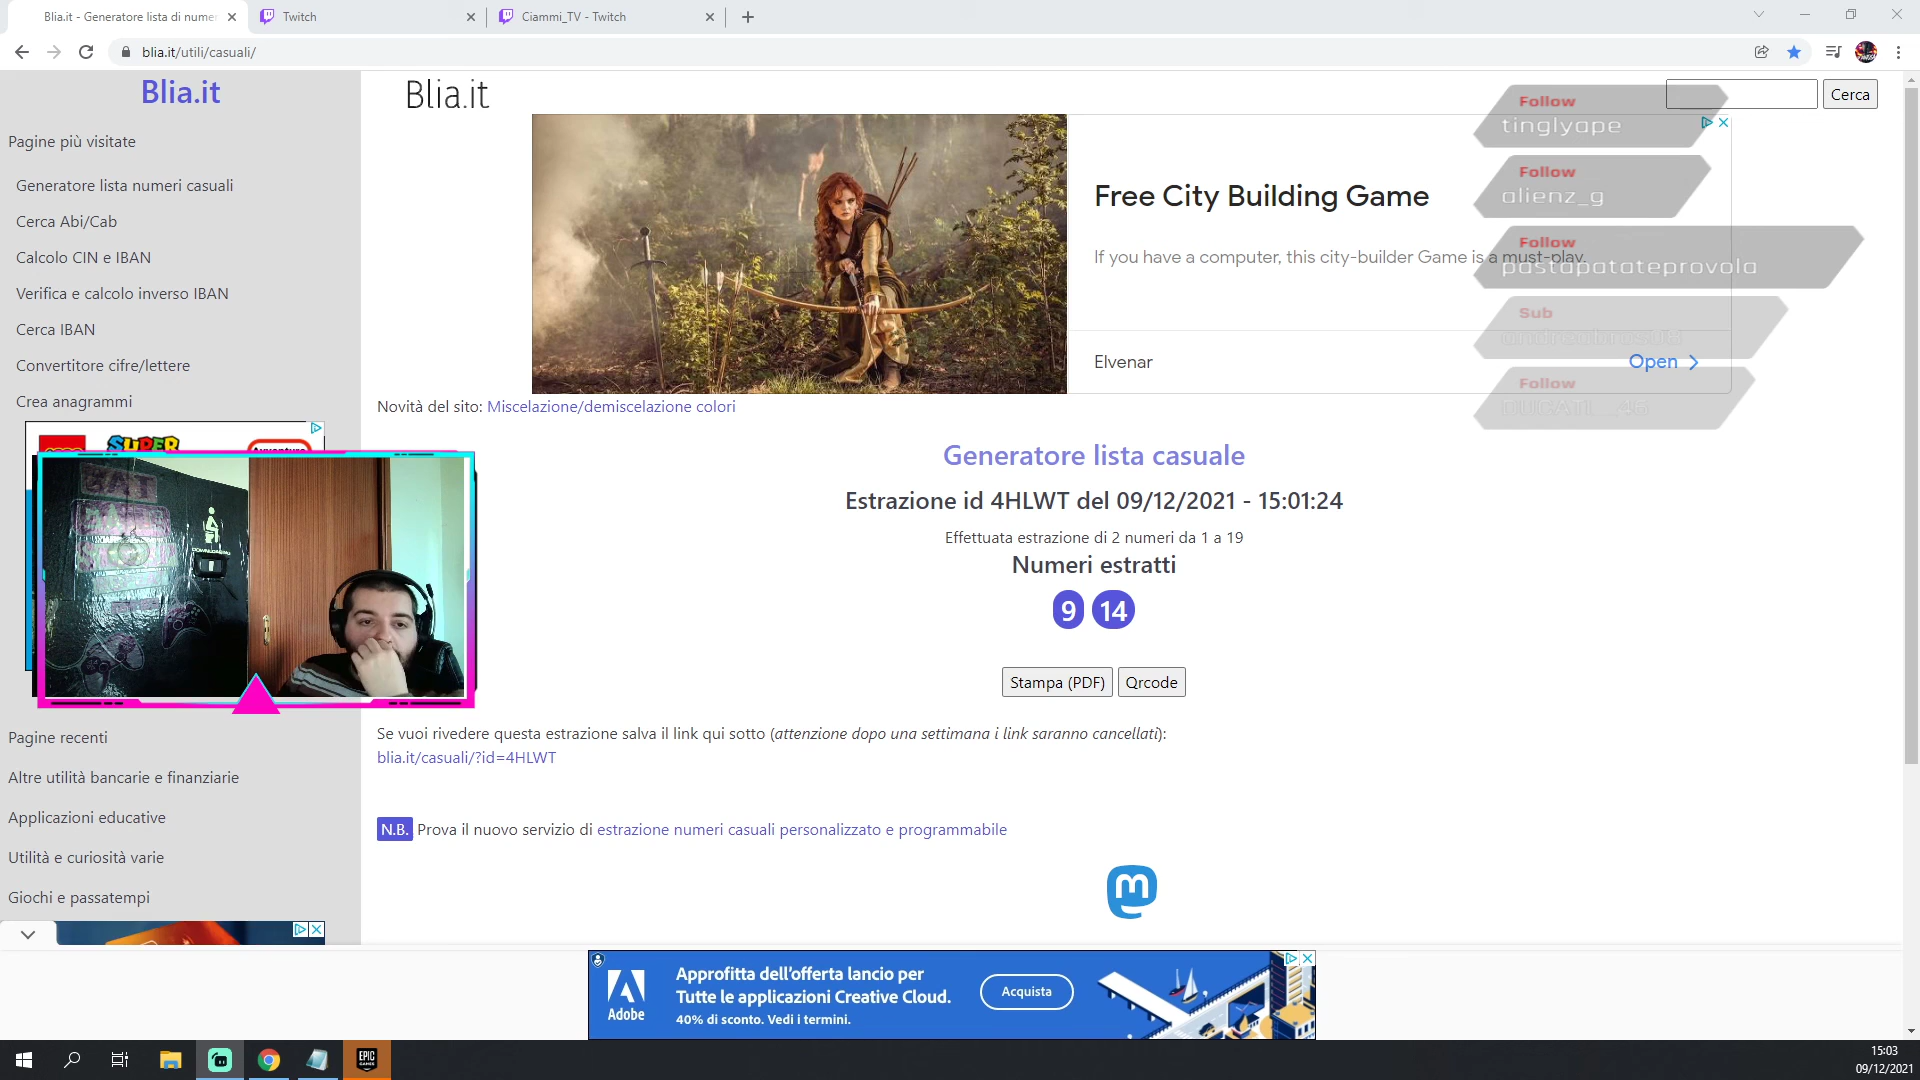 Blia.it - Generatore lista di numer
Twitch
Ciammi_TV - Twitch
blia.it/utili/casuali/
Blia.it
Pagine più visitate
Generatore lista numeri casuali
Cerca Abi/Cab
Calcolo CIN e IBAN
Verifica e calcolo inverso IBAN
Cerca IBAN
Convertitore cifre/lettere
Crea anagrammi
SUPER
Avventure
Pagine recenti
Altre utilità bancarie e finanziarie
Applicazioni educative
Utilità e curiosità varie
Giochi e passatempi
Blia.it
Cerca
Free City Building Game
If you have a computer, this city-builder Game is a must-play.
Elvenar
Open
Follow
tinglyape
Follow
alienz_g
Follow
pastapatateprovola
Sub
Follow
Novità del sito: Miscelazione/demiscelazione colori
Generatore lista casuale
Estrazione id 4HLWT del 09/12/2021 - 15:01:24
Effettuata estrazione di 2 numeri da 1 a 19
Numeri estratti
9 14
Stampa (PDF) Qrcode
Se vuoi rivedere questa estrazione salva il link qui sotto (attenzione dopo una settimana i link saranno cancellati):
blia.it/casuali/?id=4HLWT
N.B. Prova il nuovo servizio di estrazione numeri casuali personalizzato e programmabile
Adobe
Approfitta dell'offerta lancio per
Tutte le applicazioni Creative Cloud.
40% di sconto. Vedi i termini.
Acquista
EPIC
GAMES
15:03
09/12/2021